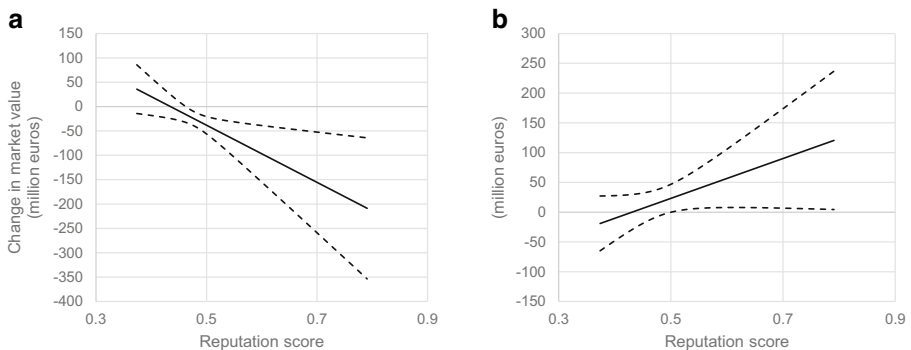 a
Change in market value
(million euros)
150
100
50
0
-50
-100
-150
-200
-250
-300
-350
-400
0.3 0.5 0.7 0.9
Reputation score
b
(million euros)
300
250
200
150
100
50
0
-50
-100
-150
0.3 0.5 0.7 0.9
Reputation score